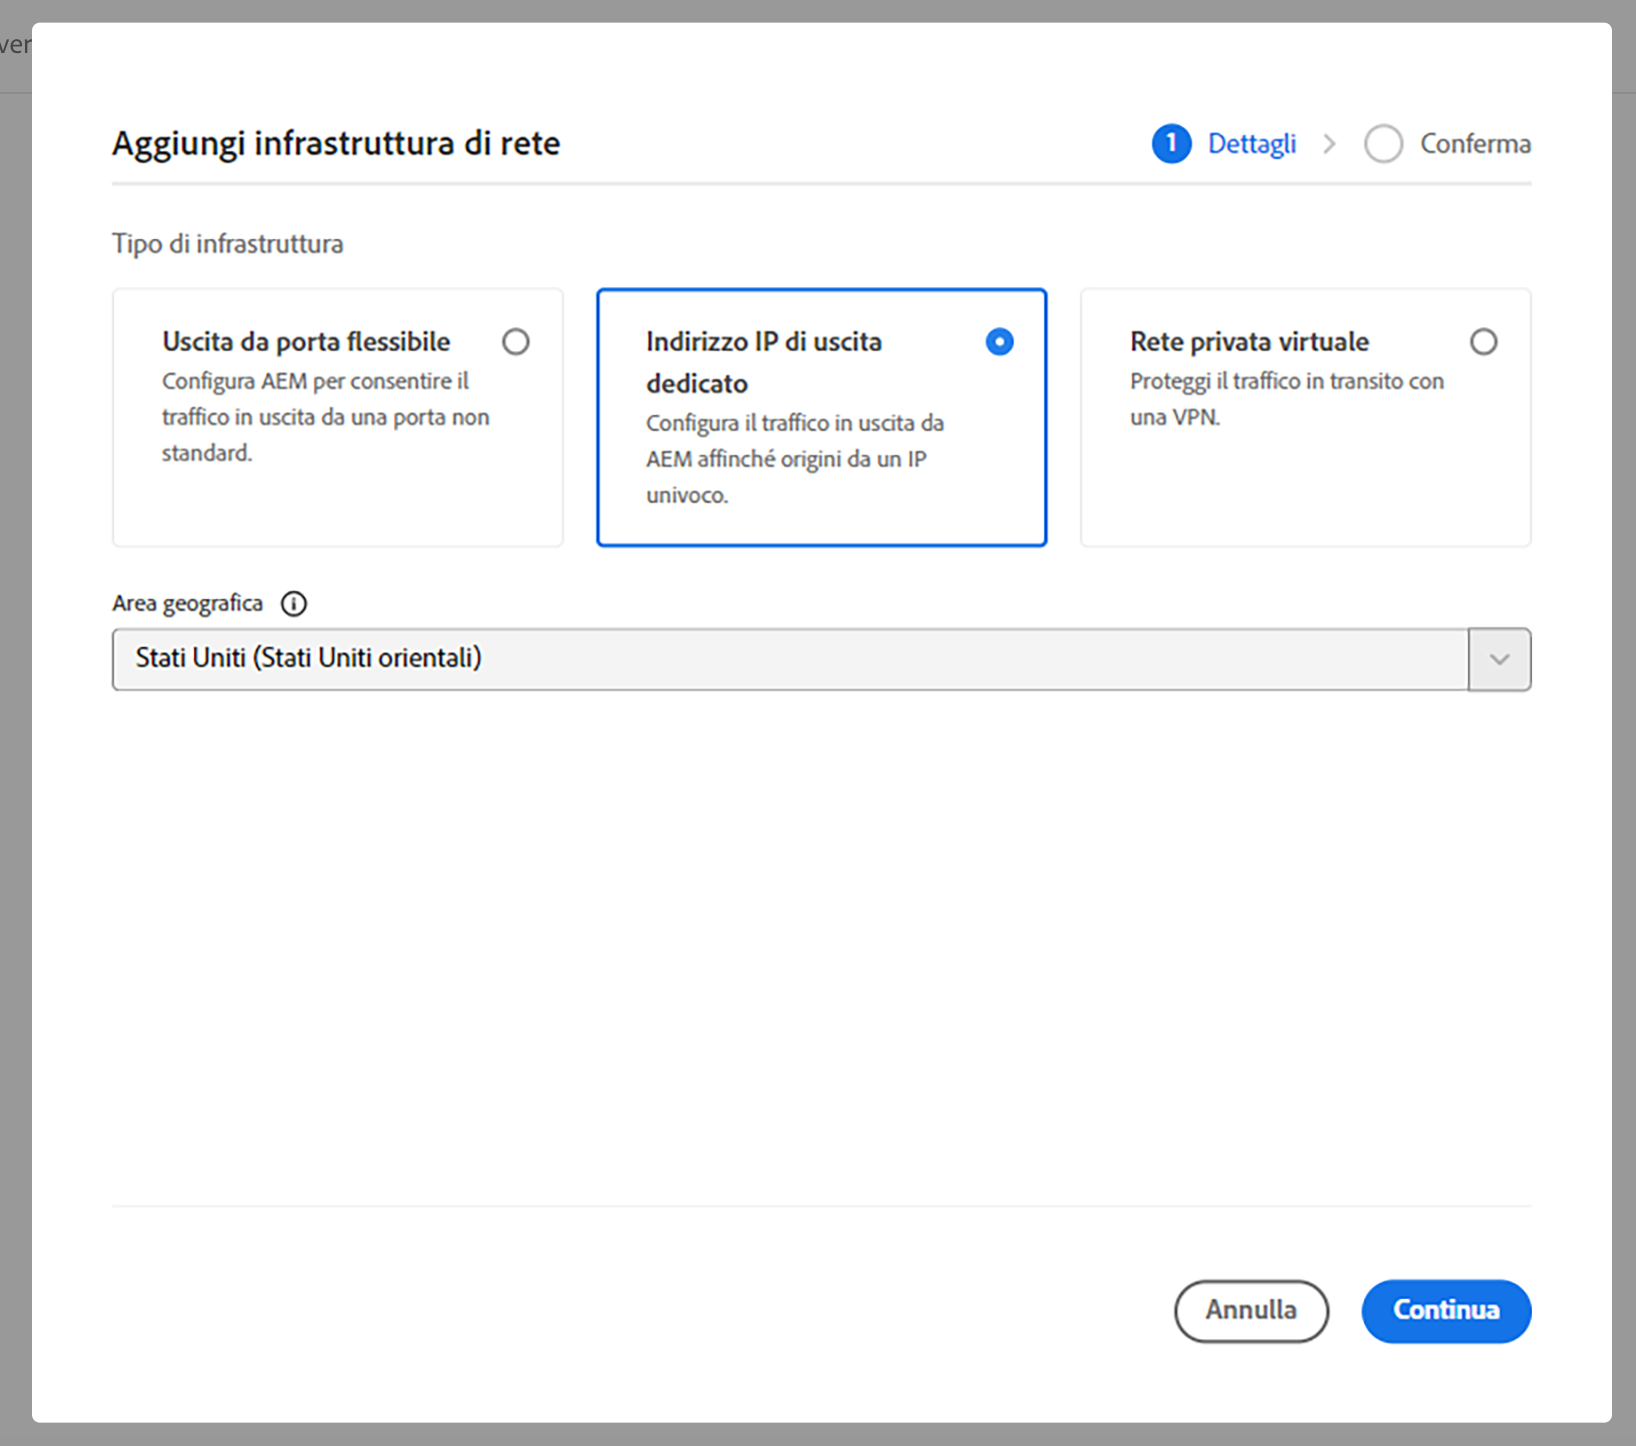 ver
Aggiungi infrastruttura di rete
1 Dettagli > Conferma
Tipo di infrastruttura
Uscita da porta flessibile
Configura AEM per consentire il
traffico in uscita da una porta non
standard.
Indirizzo IP di uscita
dedicato
Configura il traffico in uscita da
AEM affinché origini da un IP
univoco.
Rete privata virtuale
Proteggi il traffico in transito con
una VPN.
Area geografica
Stati Uniti (Stati Uniti orientali)
Annulla
Continua